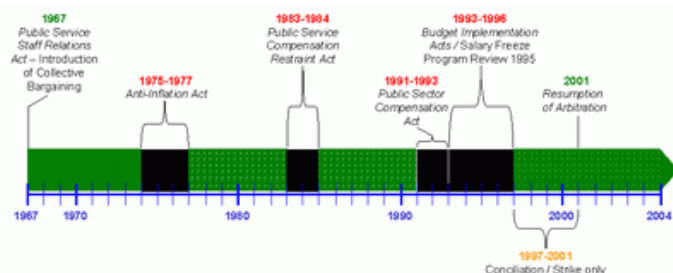 1967
Public Service
Staff Relations
Act – Introduction
of Collective
Bargaining
1975-1977
Anti-Inflation Act
1983-1984
Public Service
Compensation
Restraint Act
1991-1993
Public Sector
Compensation
Act
1993-1996
Budget Implementation
Acts / Salary Freeze
Program Review 1995
2001
Resumption
of Arbitration
1967
1970
1980
1990
2000
2004
1997-2001
Conciliation / Strike only